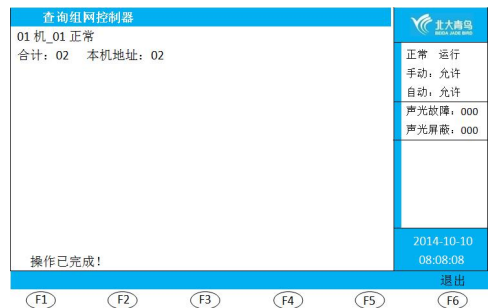 查询组网控制器
01 机_01 正常
合计：02 本机地址：02
操作已完成！
北大青鸟
BEIDA JADE BIRD
正常 运行
手动：允许
自动：允许
声光故障：000
声光屏蔽：000
2014-10-10
08:08:08
退出
F1 F2 F3 F4 F5 F6